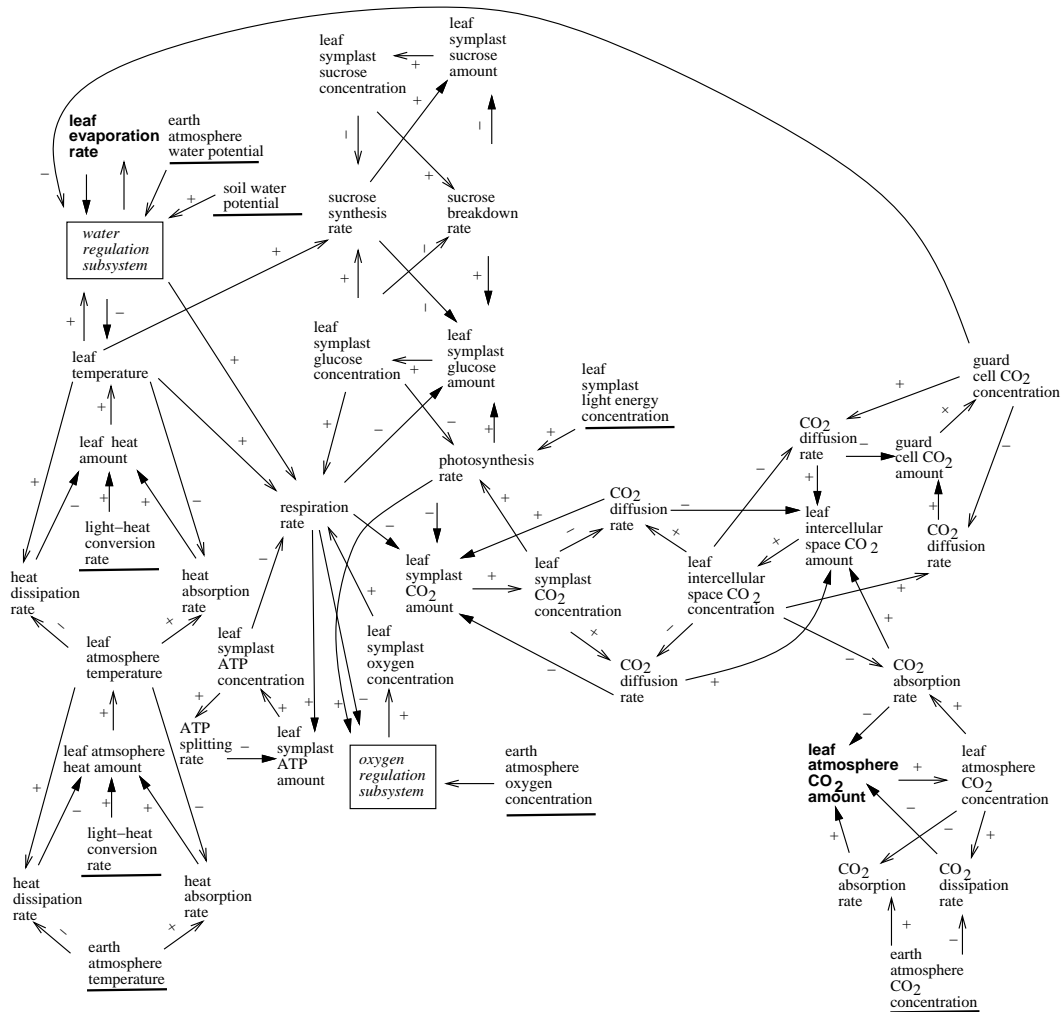 leaf
symplast
sucrose
concentration
leaf
symplast
sucrose
amount
leaf
evaporation
rate
earth
atmosphere
water potential
soil water
potential
sucrose
synthesis
rate
sucrose
breakdown
rate
water
regulation
subsystem
leaf
temperature
leaf
symplast
glucose
concentration
leaf
symplast
glucose
amount
leaf
symplast
light energy
concentration
guard
cell CO2
concentration
CO2
diffusion
rate
guard
cell CO2
amount
leaf heat
amount
photosynthesis
rate
light–heat
conversion
rate
respiration
rate
CO2
diffusion
rate
leaf
intercellular
space CO2
amount
CO2
diffusion
rate
heat
dissipation
rate
heat
absorption
rate
leaf
symplast
CO2
amount
leaf
symplast
CO2
concentration
leaf
intercellular
space CO2
concentration
leaf
atmosphere
temperature
leaf
symplast
ATP
concentration
leaf
symplast
oxygen
concentration
CO2
diffusion
rate
CO2
absorption
rate
ATP
splitting
rate
leaf
symplast
ATP
amount
leaf atmsophere
heat amount
oxygen
regulation
subsystem
earth
atmosphere
oxygen
concentration
leaf
atmosphere
CO2
amount
leaf
atmosphere
CO2
concentration
light–heat
conversion
rate
heat
dissipation
rate
heat
absorption
rate
CO2
absorption
rate
CO2
dissipation
rate
earth
atmosphere
temperature
earth
atmosphere
CO2
concentration